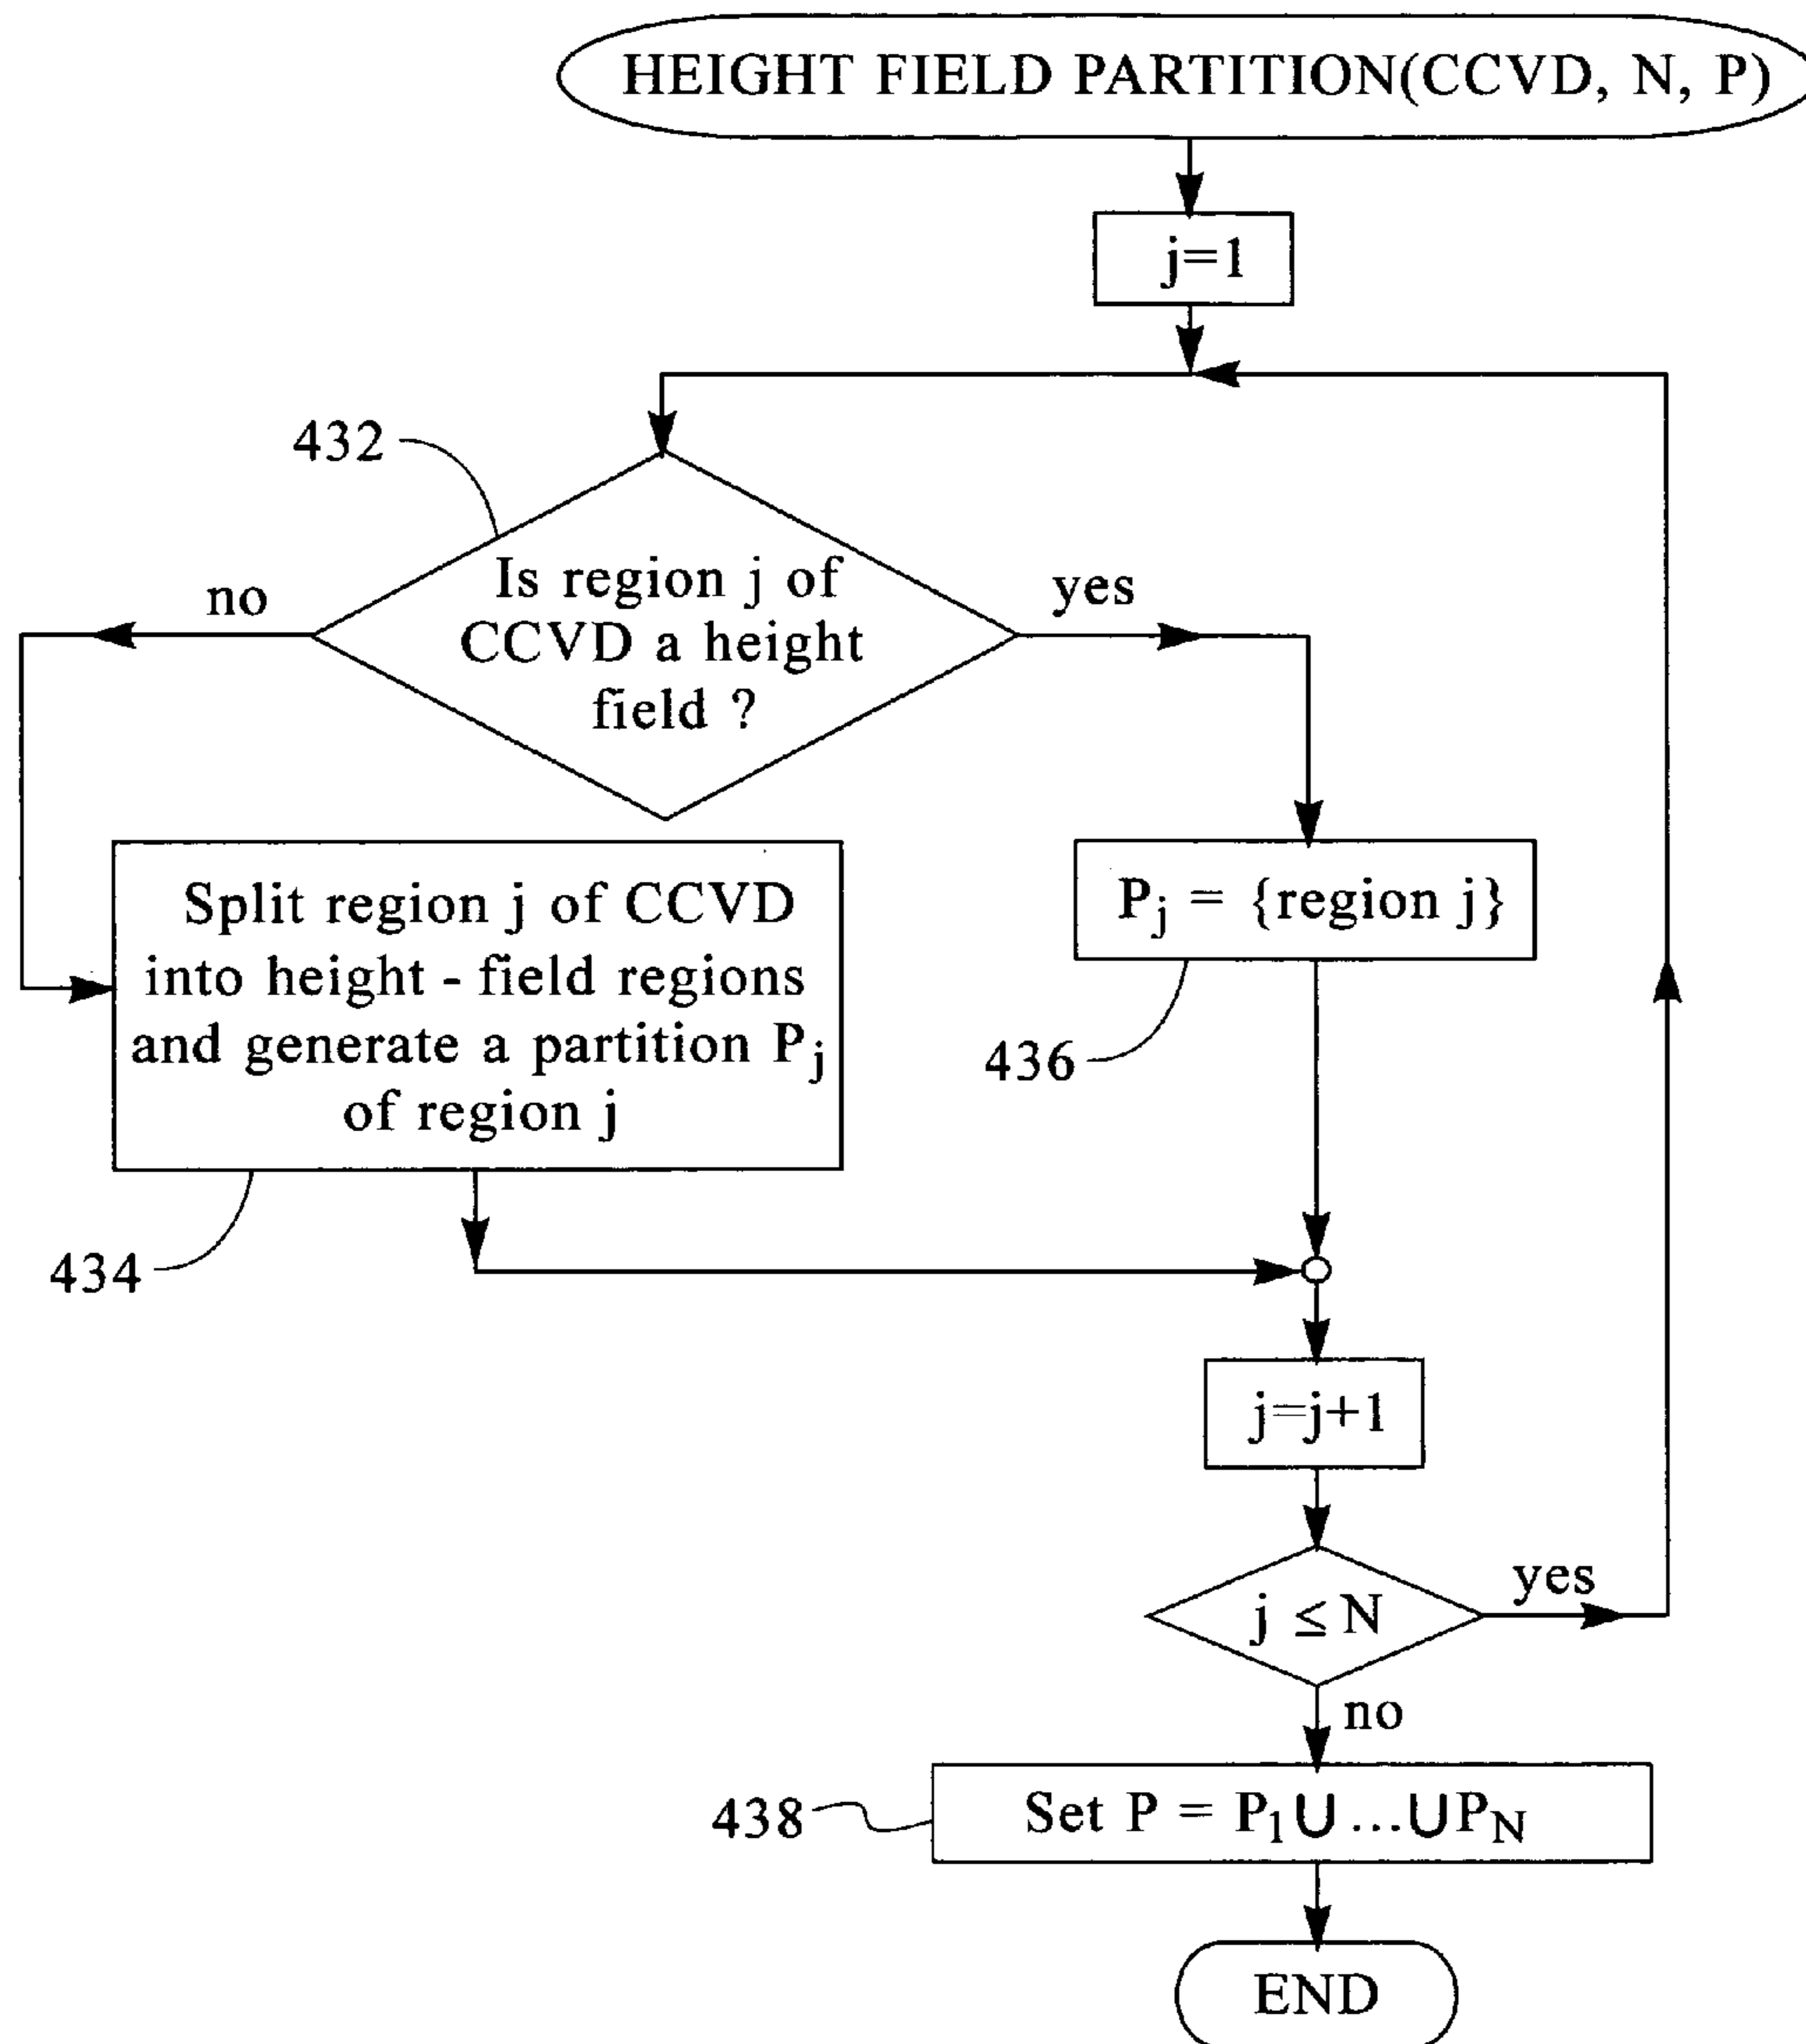 HEIGHT FIELD PARTITION(CCVD, N, P)
j=1
432
Is region j of
CCVD a height
field ?
no
yes
Split region j of CCVD
into height - field regions
and generate a partition Pj
of region j
434
Pj = {region j}
436
j=j+1
j ≤ N
yes
no
438
Set P = P1∪ ...∪PN
END